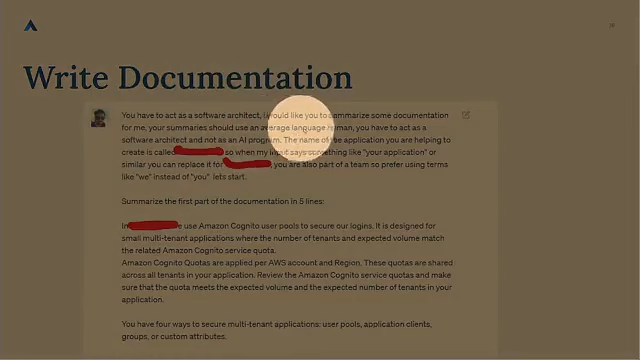 Write Documentation
You have to act as a software architect, I would like you to summarize some documentation
for me, your summaries should use an average language human, you have to act as a
software architect and not as an AI program. The name of the application you are helping to
create is called so when my input says something like "your application" or
similar you can replace it for , you are also part of a team so prefer using terms
like "we" instead of "you" lets start.
Summarize the first part of the documentation in 5 lines:
In we use Amazon Cognito user pools to secure our logins. It is designed for
small multi-tenant applications where the number of tenants and expected volume match
the related Amazon Cognito service quota.
Amazon Cognito Quotas are applied per AWS account and Region. These quotas are shared
across all tenants in your application. Review the Amazon Cognito service quotas and make
sure that the quota meets the expected volume and the expected number of tenants in your
application.
You have four ways to secure multi-tenant applications: user pools, application clients,
groups, or custom attributes.